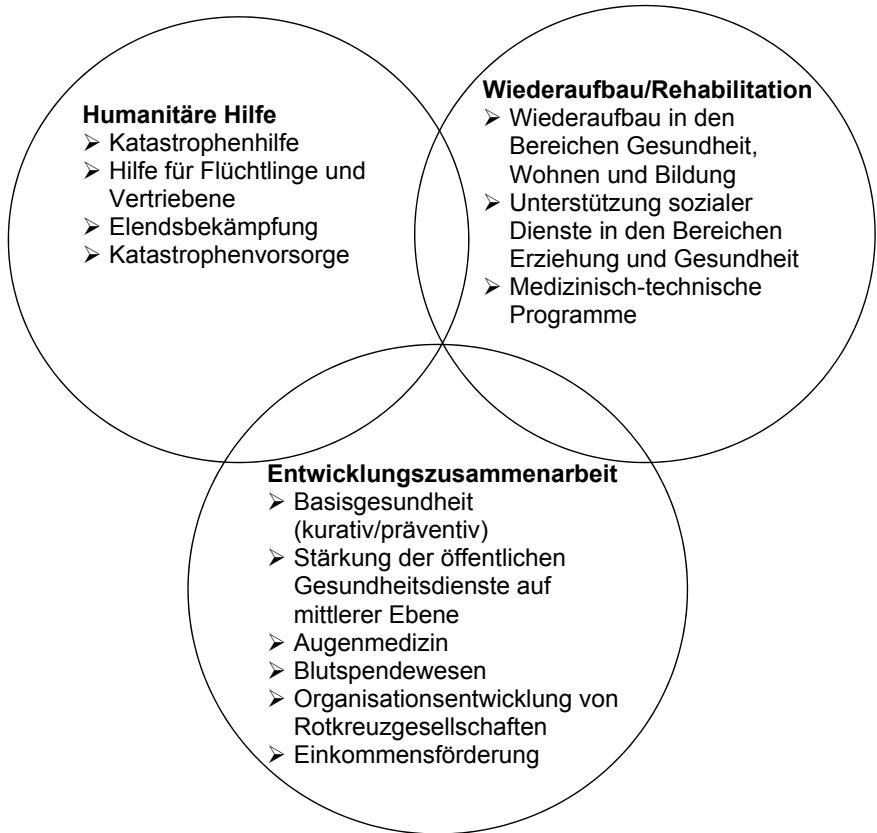 Humanitäre Hilfe
➢ Katastrophenhilfe
➢ Hilfe für Flüchtlinge und
Vertriebene
➢ Elendsbekämpfung
➢ Katastrophenvorsorge
Wiederaufbau/Rehabilitation
➢ Wiederaufbau in den
Bereichen Gesundheit,
Wohnen und Bildung
➢ Unterstützung sozialer
Dienste in den Bereichen
Erziehung und Gesundheit
➢ Medizinisch-technische
Programme
Entwicklungszusammenarbeit
➢ Basisgesundheit
(kurativ/präventiv)
➢ Stärkung der öffentlichen
Gesundheitsdienste auf
mittlerer Ebene
➢ Augenmedizin
➢ Blutspendewesen
➢ Organisationsentwicklung von
Rotkreuzgesellschaften
➢ Einkommensförderung